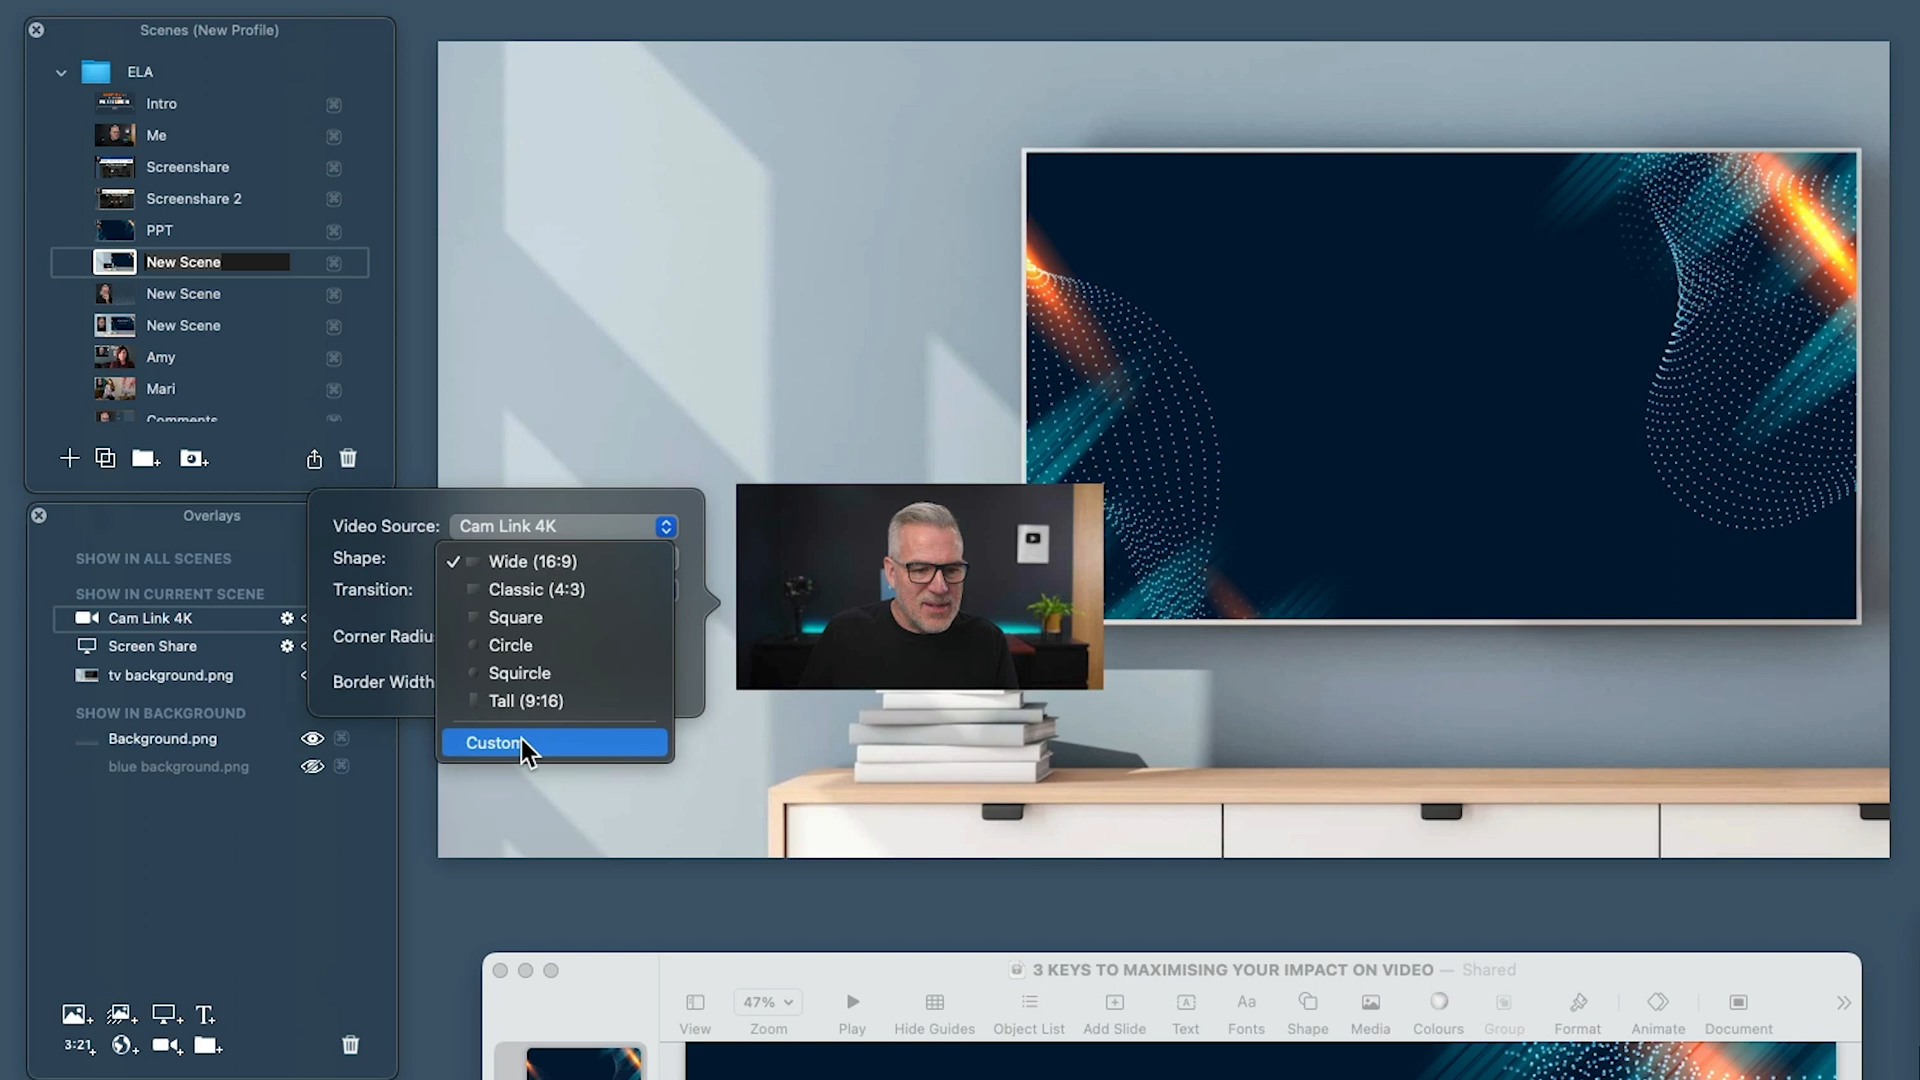 Scenes (New Profile)
ELA
Intro
Me
Screenshare
Screenshare 2
PPT
New Scene
New Scene
New Scene
Amy
Mari
Comments
Overlays
SHOW IN ALL SCENES
SHOW IN CURRENT SCENE
Cam Link 4K
Screen Share
tv background.png
SHOW IN BACKGROUND
Background.png
blue background.png
3:21
Video Source: Cam Link 4K
Shape:
Transition:
Corner Radiu
Border Width
Wide (16:9)
Classic (4:3)
Square
Circle
Squircle
Tall (9:16)
Custom
3 KEYS TO MAXIMISING YOUR IMPACT ON VIDEO — Shared
47%
View
Zoom
Play
Hide Guides
Object List
Add Slide
Text
Fonts
Shape
Media
Colours
Group
Format
Animate
Document